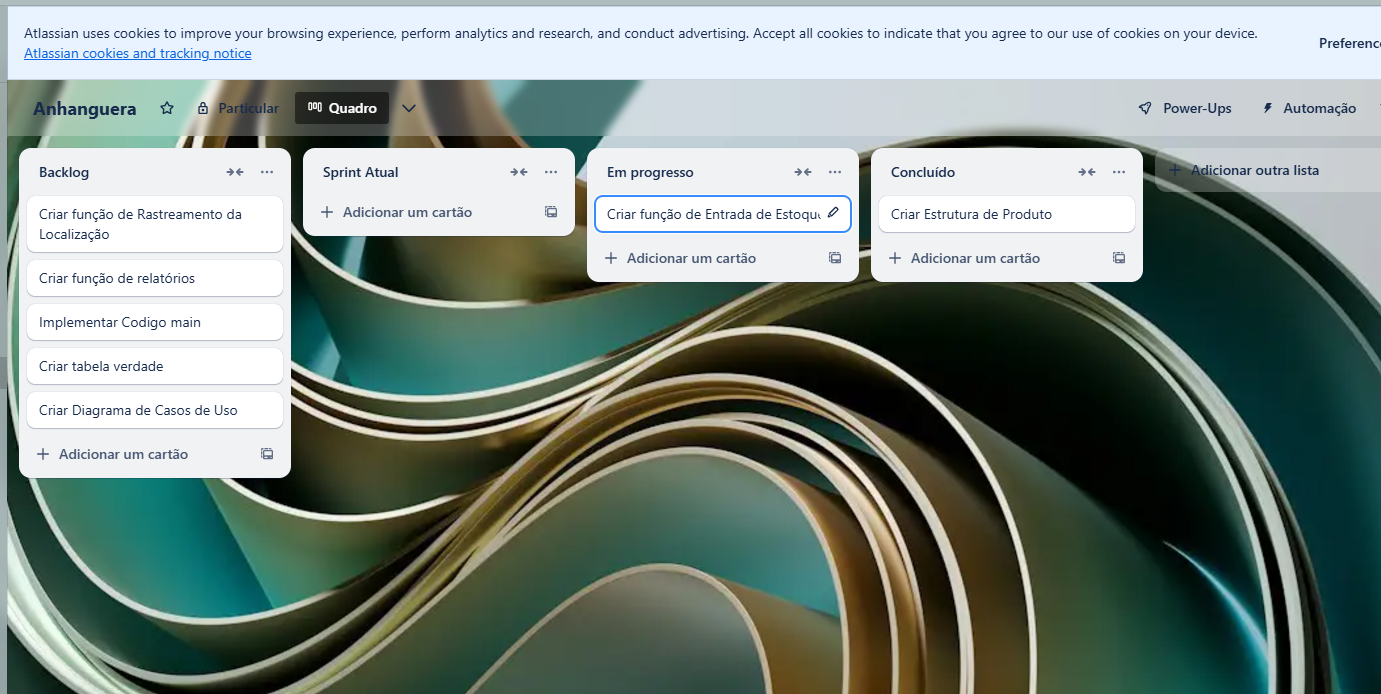 Atlassian uses cookies to improve your browsing experience, perform analytics and research, and conduct advertising. Accept all cookies to indicate that you agree to our use of cookies on your device.
Atlassian cookies and tracking notice
Anhanguera
Particular
Quadro
Power-Ups
Automação
Backlog
Criar função de Rastreamento da
Localização
Criar função de relatórios
Implementar Codigo main
Criar tabela verdade
Criar Diagrama de Casos de Uso
Adicionar um cartão
Sprint Atual
Adicionar um cartão
Em progresso
Criar função de Entrada de
Adicionar um cartão
Concluído
Criar Estrutura de Produto
Adicionar um cartão
Adicionar outra lista